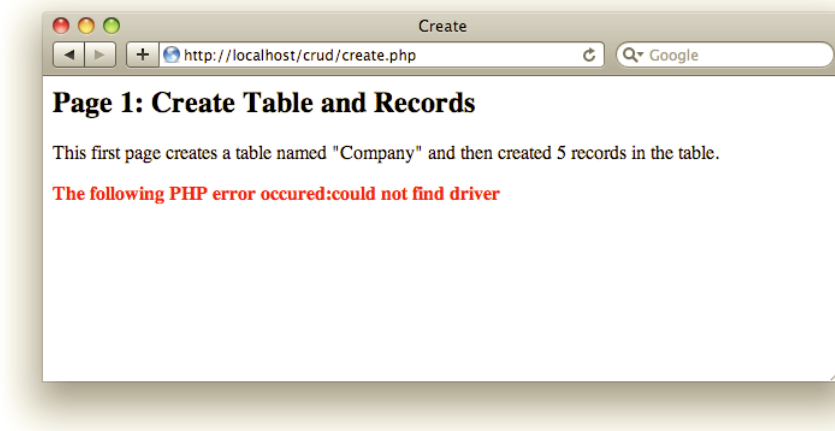 Create
http://localhost/crud/create.php
Google
Page 1: Create Table and Records
This first page creates a table named "Company" and then created 5 records in the table.
The following PHP error occured:could not find driver